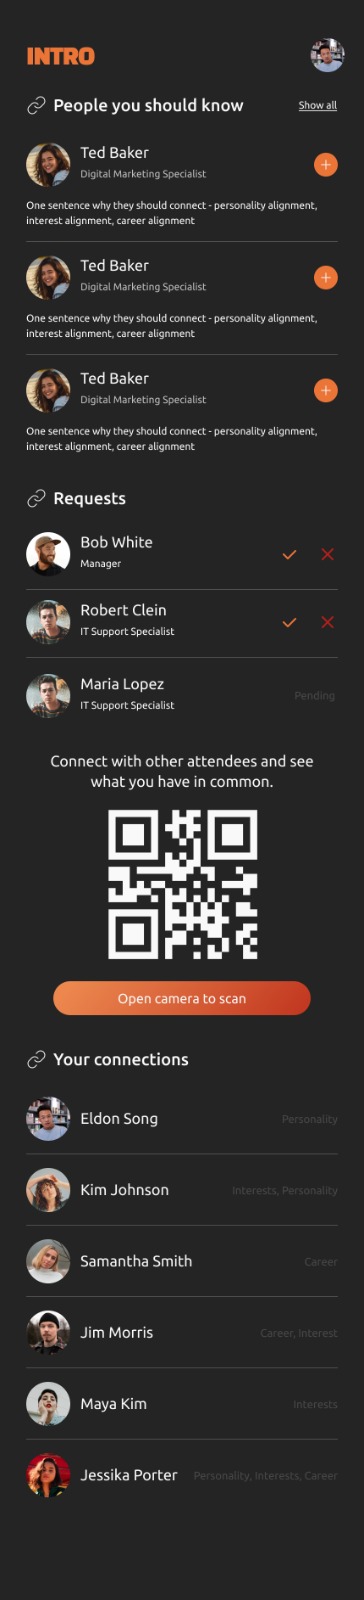 INTRO
People you should know
Show all
Ted Baker
Digital Marketing Specialist
One sentence why they should connect - personality alignment,
interest alignment, career alignment
Ted Baker
Digital Marketing Specialist
One sentence why they should connect - personality alignment,
interest alignment, career alignment
Ted Baker
Digital Marketing Specialist
One sentence why they should connect - personality alignment,
interest alignment, career alignment
Requests
Bob White
Manager
Robert Clein
IT Support Specialist
Maria Lopez
IT Support Specialist
Pending
Connect with other attendees and see
what you have in common.
Open camera to scan
Your connections
Eldon Song
Personality
Kim Johnson
Interests, Personality
Samantha Smith
Career
Jim Morris
Career, Interest
Maya Kim
Interests
Jessika Porter
Personality, Interests, Career